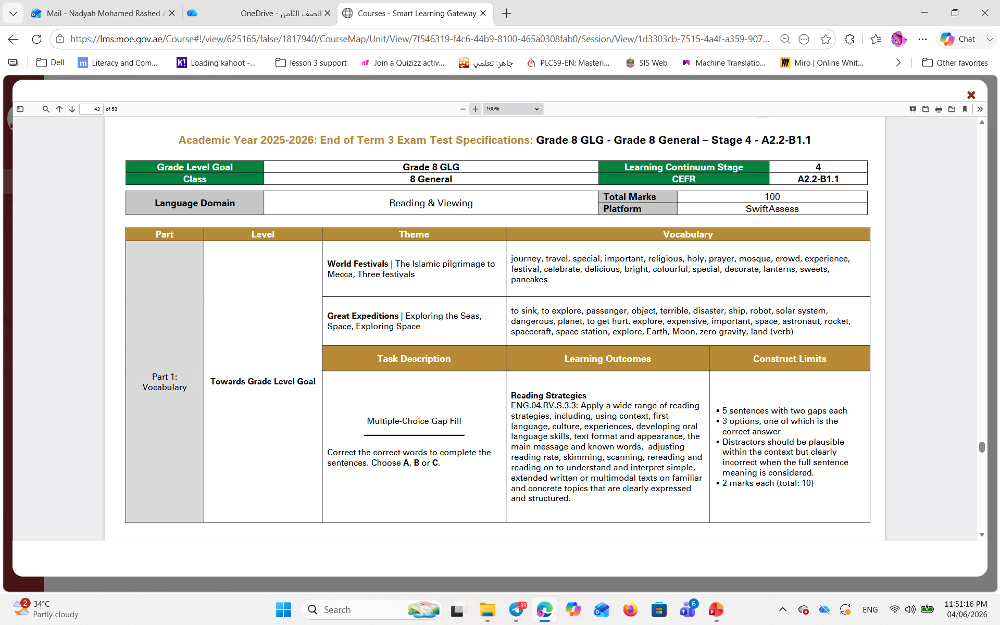 Mail - Nadyah Mohamed Rashed A
OneDrive - الصف الثامن
Courses - Smart Learning Gateway
https://lms.moe.gov.ae/Course#!/view/625165/false/1817940/CourseMap/Unit/View/7f546319-f4c6-44b9-8100-465a0308fab0/Session/View/1d3303cb-7515-4a4f-a359-907...
Chat
Dell
Literacy and Com...
Loading kahoot -...
lesson 3 support
Join a Quizizz activ...
جاهز: تعلمي
PLC59-EN: Masteri...
SIS Web
Machine Translatio...
Miro | Online Whit...
Other favorites
43 of 53
160%
Academic Year 2025-2026: End of Term 3 Exam Test Specifications: Grade 8 GLG - Grade 8 General – Stage 4 - A2.2-B1.1
Grade Level Goal
Grade 8 GLG
Learning Continuum Stage
4
Class
8 General
CEFR
A2.2-B1.1
Language Domain
Reading & Viewing
Total Marks
100
Platform
SwiftAssess
Part
Level
Theme
Vocabulary
Part 1:
Vocabulary
Towards Grade Level Goal
World Festivals | The Islamic pilgrimage to
Mecca, Three festivals
journey, travel, special, important, religious, holy, prayer, mosque, crowd, experience,
festival, celebrate, delicious, bright, colourful, special, decorate, lanterns, sweets,
pancakes
Great Expeditions | Exploring the Seas,
Space, Exploring Space
to sink, to explore, passenger, object, terrible, disaster, ship, robot, solar system,
dangerous, planet, to get hurt, explore, expensive, important, space, astronaut, rocket,
spacecraft, space station, explore, Earth, Moon, zero gravity, land (verb)
Task Description
Learning Outcomes
Construct Limits
Multiple-Choice Gap Fill
Correct the correct words to complete the
sentences. Choose A, B or C.
Reading Strategies
ENG.04.RV.S.3.3: Apply a wide range of reading
strategies, including, using context, first
language, culture, experiences, developing oral
language skills, text format and appearance, the
main message and known words, adjusting
reading rate, skimming, scanning, rereading and
reading on to understand and interpret simple,
extended written or multimodal texts on familiar
and concrete topics that are clearly expressed
and structured.
▪ 5 sentences with two gaps each
▪ 3 options, one of which is the
correct answer
▪ Distractors should be plausible
within the context but clearly
incorrect when the full sentence
meaning is considered.
▪ 2 marks each (total: 10)
2
34°C
Partly cloudy
Search
99
6
ENG
11:51:16 PM
04/06/2026